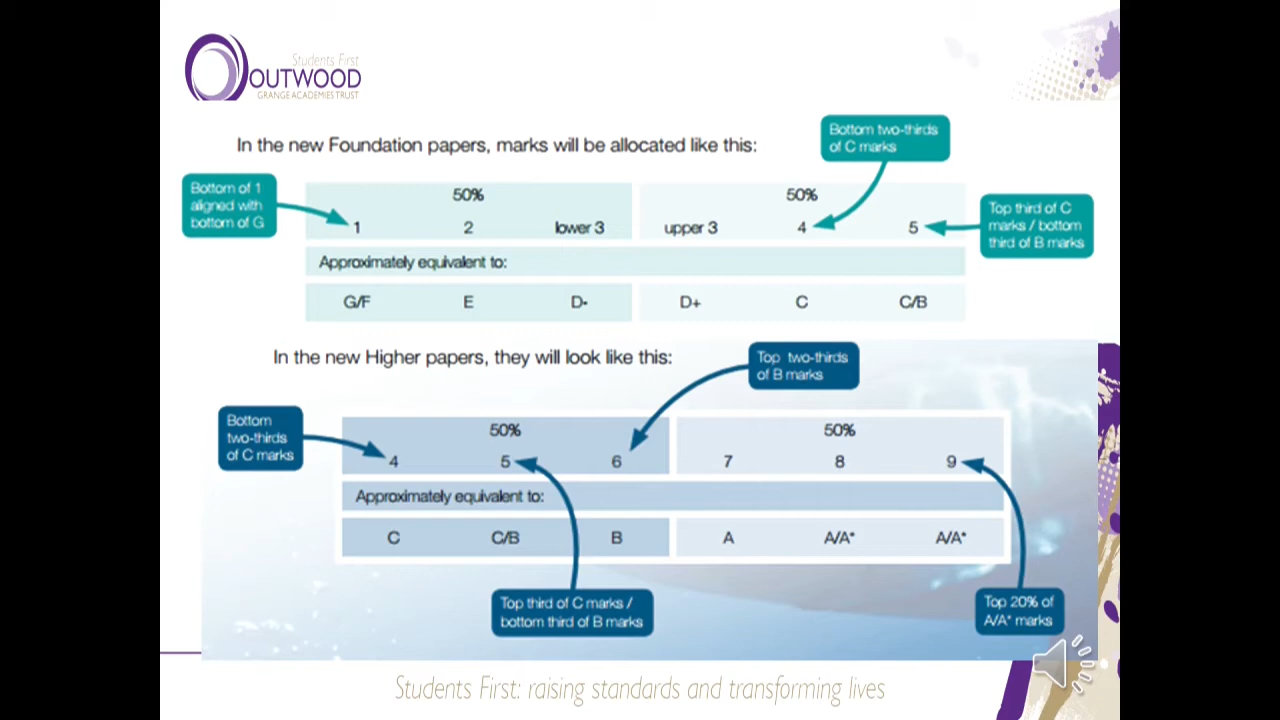 Students First
OUTWOOD
GRANGE ACADEMIES TRUST
In the new Foundation papers, marks will be allocated like this:
Bottom two-thirds
of C marks
Bottom of 1
aligned with
bottom of G
50% 50%
1 2 lower 3 upper 3 4 5
Top third of C
marks / bottom
third of B marks
Approximately equivalent to:
G/F E D- D+ C C/B
In the new Higher papers, they will look like this:
Top two-thirds
of B marks
Bottom
two-thirds
of C marks
50% 50%
4 5 6 7 8 9
Approximately equivalent to:
C C/B B A A/A* A/A*
Top third of C marks /
bottom third of B marks
Top 20% of
A/A* marks
Students First: raising standards and transforming lives